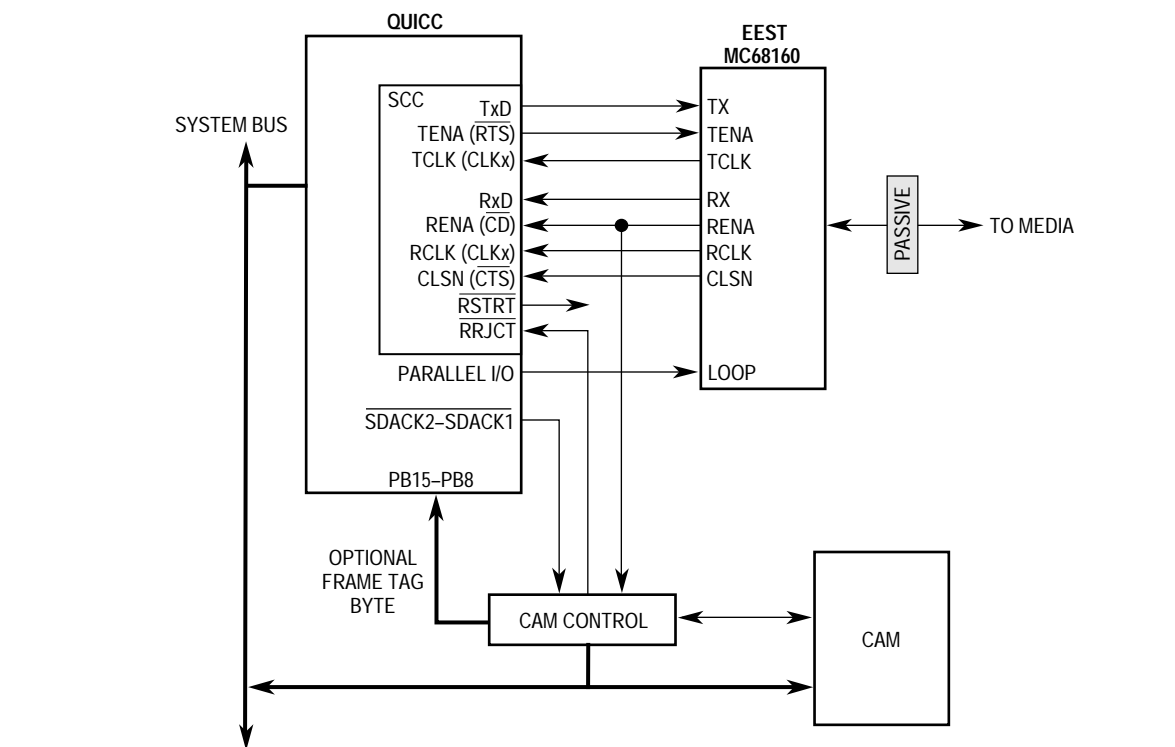 QUICC
EEST
MC68160
SCC
TxD
TENA (RTS)
TCLK (CLKx)
RxD
RENA (CD)
RCLK (CLKx)
CLSN (CTS)
RSTRT
RRJCT
PARALLEL I/O
SDACK2–SDACK1
PB15–PB8
TX
TENA
TCLK
RX
RENA
RCLK
CLSN
LOOP
SYSTEM BUS
PASSIVE
TO MEDIA
OPTIONAL
FRAME TAG
BYTE
CAM CONTROL
CAM